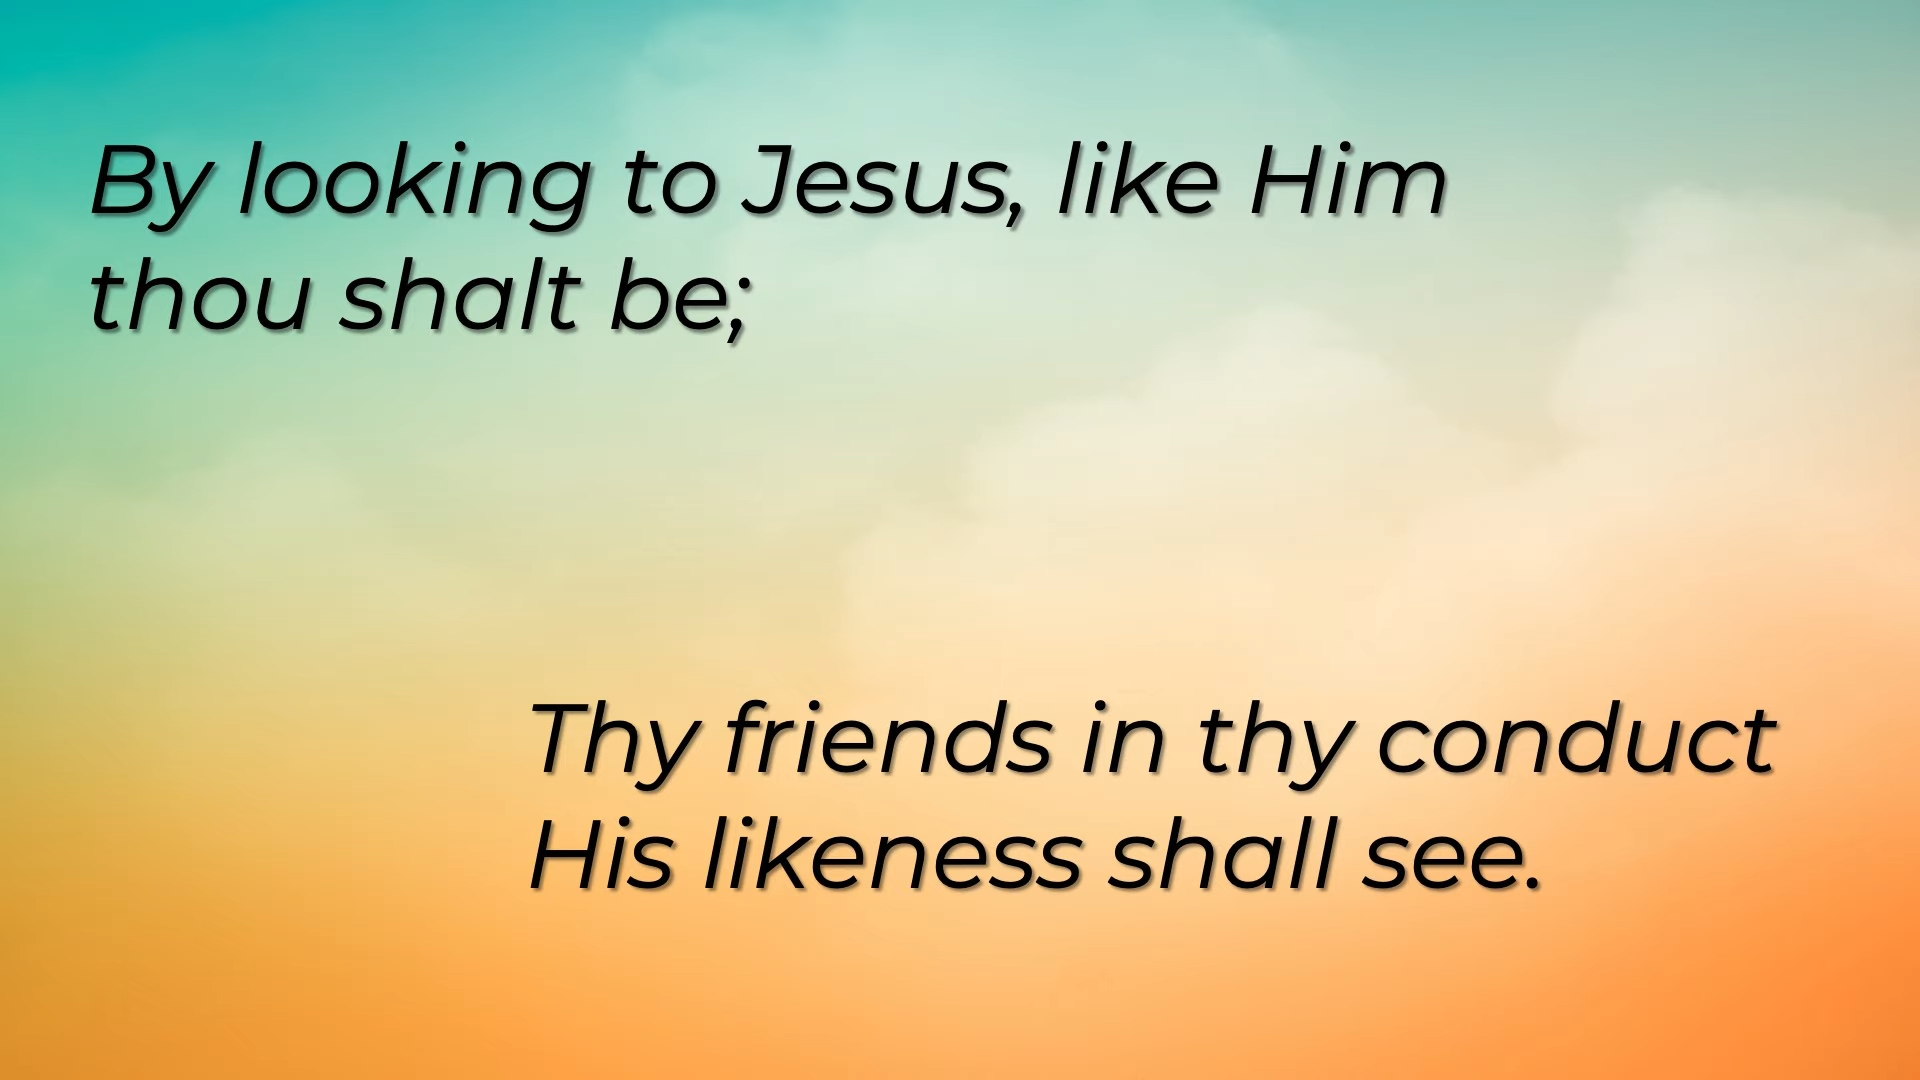 By looking to Jesus, like Him
thou shalt be;
Thy friends in thy conduct
His likeness shall see.